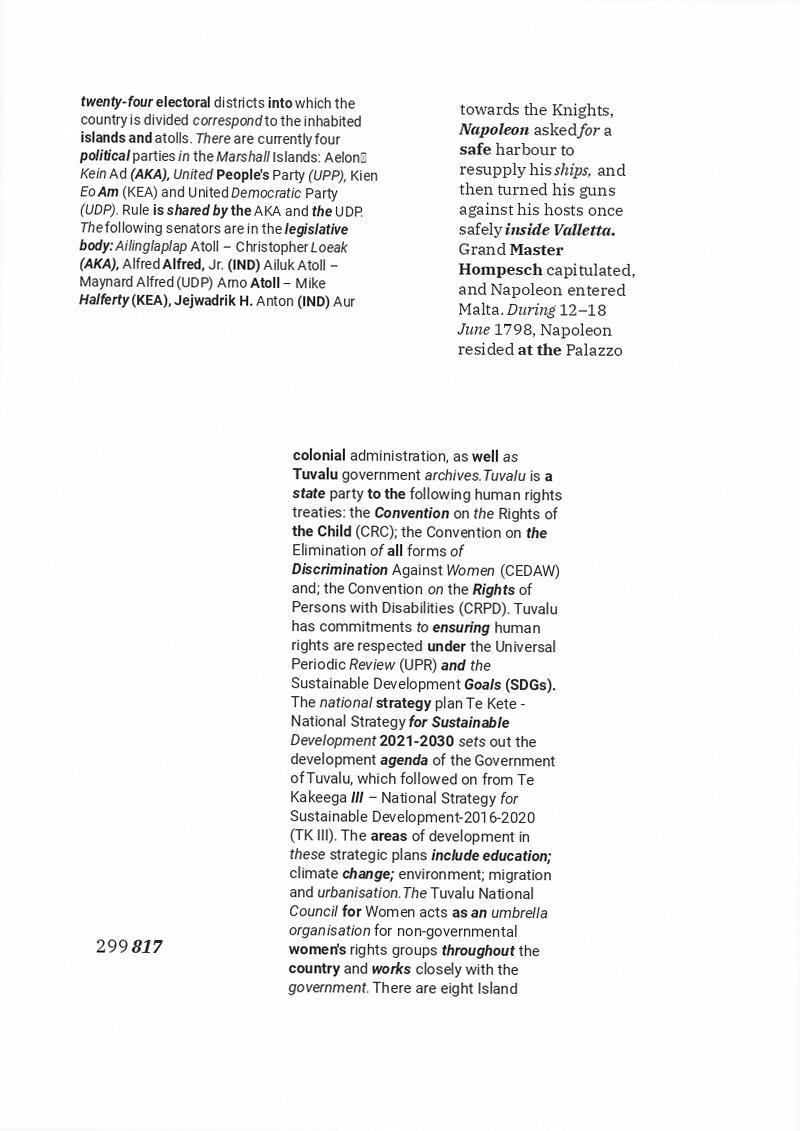 twenty-four electoral districts into which the
country is divided correspond to the inhabited
islands and atolls. There are currently four
political parties in the Marshall Islands: Aelon
Kein Ad (AKA), United People's Party (UPP), Kien
Eo Am (KEA) and United Democratic Party
(UDP). Rule is shared by the AKA and the UDP.
The following senators are in the legislative
body: Ailinglaplap Atoll – Christopher Loeak
(AKA), Alfred Alfred, Jr. (IND) Ailuk Atoll –
Maynard Alfred (UDP) Arno Atoll – Mike
Halferty (KEA), Jejwadrik H. Anton (IND) Aur
towards the Knights,
Napoleon asked for a
safe harbour to
resupply his ships, and
then turned his guns
against his hosts once
safely inside Valletta.
Grand Master
Hompesch capitulated,
and Napoleon entered
Malta. During 12–18
June 1798, Napoleon
resided at the Palazzo
colonial administration, as well as
Tuvalu government archives. Tuvalu is a
state party to the following human rights
treaties: the Convention on the Rights of
the Child (CRC); the Convention on the
Elimination of all forms of
Discrimination Against Women (CEDAW)
and; the Convention on the Rights of
Persons with Disabilities (CRPD). Tuvalu
has commitments to ensuring human
rights are respected under the Universal
Periodic Review (UPR) and the
Sustainable Development Goals (SDGs).
The national strategy plan Te Kete -
National Strategy for Sustainable
Development 2021-2030 sets out the
development agenda of the Government
of Tuvalu, which followed on from Te
Kakeega III – National Strategy for
Sustainable Development-2016-2020
(TK III). The areas of development in
these strategic plans include education;
climate change; environment; migration
and urbanisation. The Tuvalu National
Council for Women acts as an umbrella
organisation for non-governmental
women's rights groups throughout the
country and works closely with the
government. There are eight Island
299 817